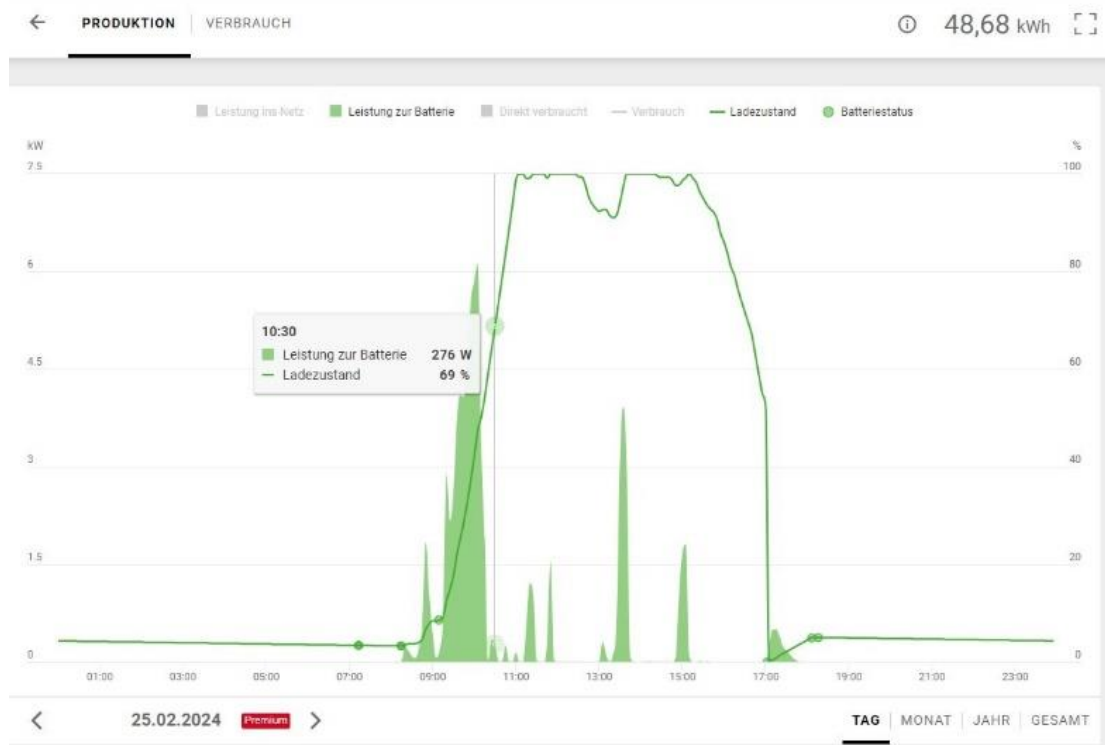 PRODUKTION VERBRAUCH 48,68 kWh
Leistung ins Netz Leistung zur Batterie Direkt verbraucht Verbrauch Ladezustand Batteriestatus
kW %
7.5 100
6 80
10:30
Leistung zur Batterie 276 W
4.5 60
Ladezustand 69 %
3 40
1.5 20
0 0
01:00 03:00 05:00 07:00 09:00 11:00 13:00 15:00 17:00 19:00 21:00 23:00
25.02.2024 Premium TAG MONAT JAHR GESAMT